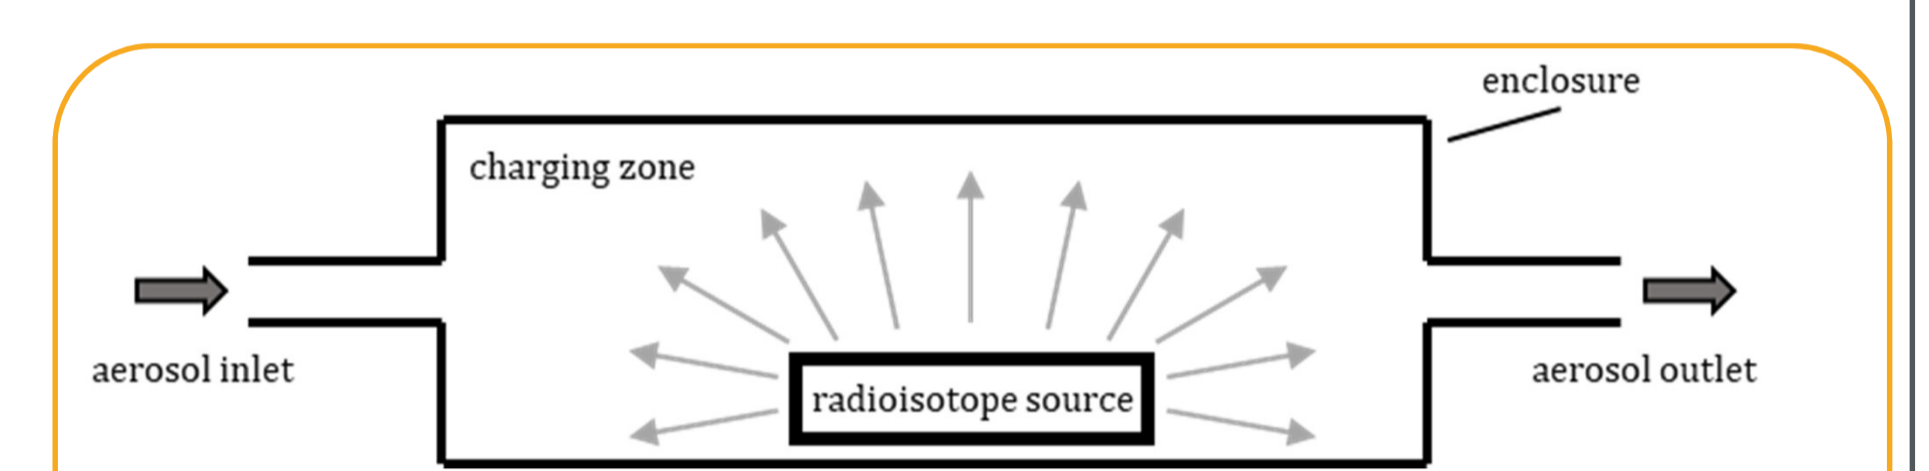 enclosure
charging zone
aerosol inlet
radioisotope source
aerosol outlet